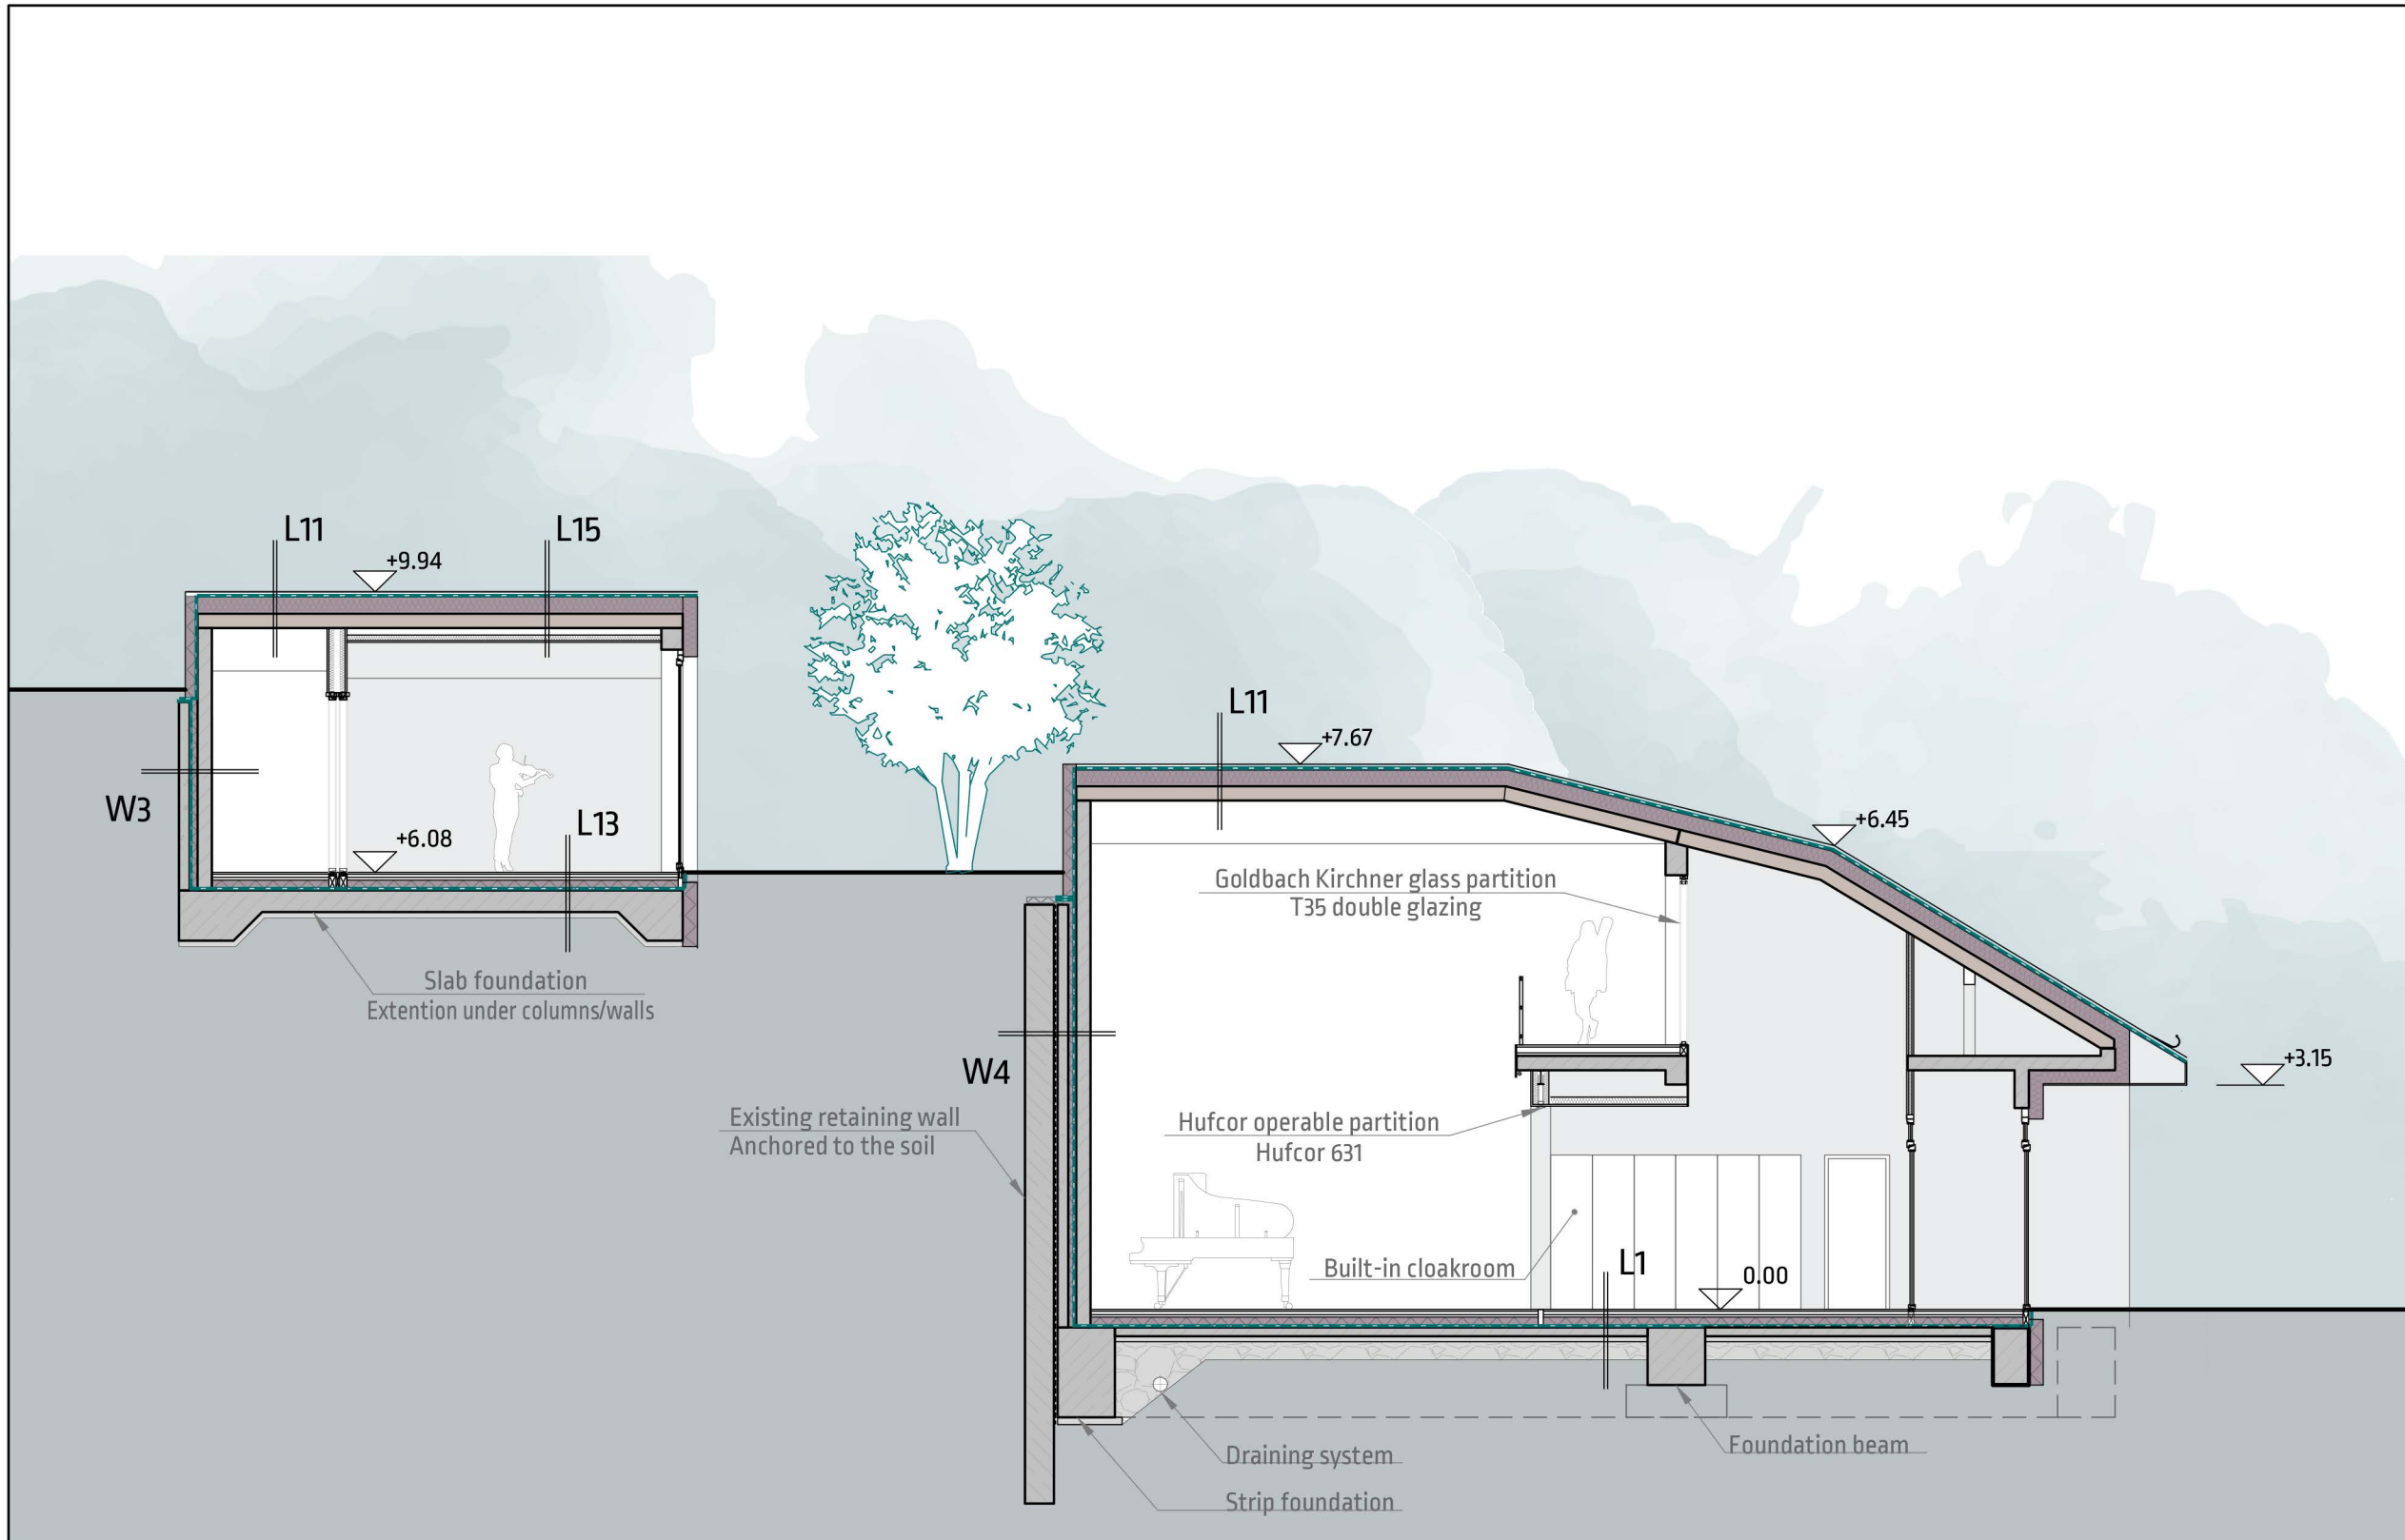 L11
L15
+9.94
L11
+7.67
W3
L13
+6.08
+6.45
Goldbach Kirchner glass partition
T35 double glazing
Slab foundation
Extention under columns/walls
W4
+3.15
Existing retaining wall
Anchored to the soil
Hufcor operable partition
Hufcor 631
Built-in cloakroom
L1
0.00
Draining system
Foundation beam
Strip foundation